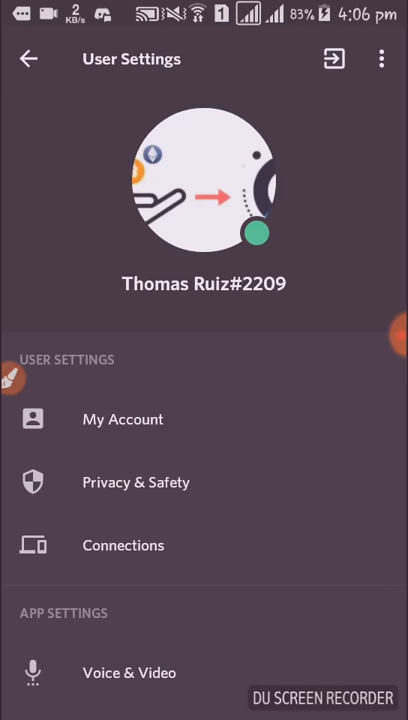 2
KB/s
1
83%
4:06 pm
User Settings
Thomas Ruiz#2209
USER SETTINGS
My Account
Privacy & Safety
Connections
APP SETTINGS
Voice & Video
DU SCREEN RECORDER